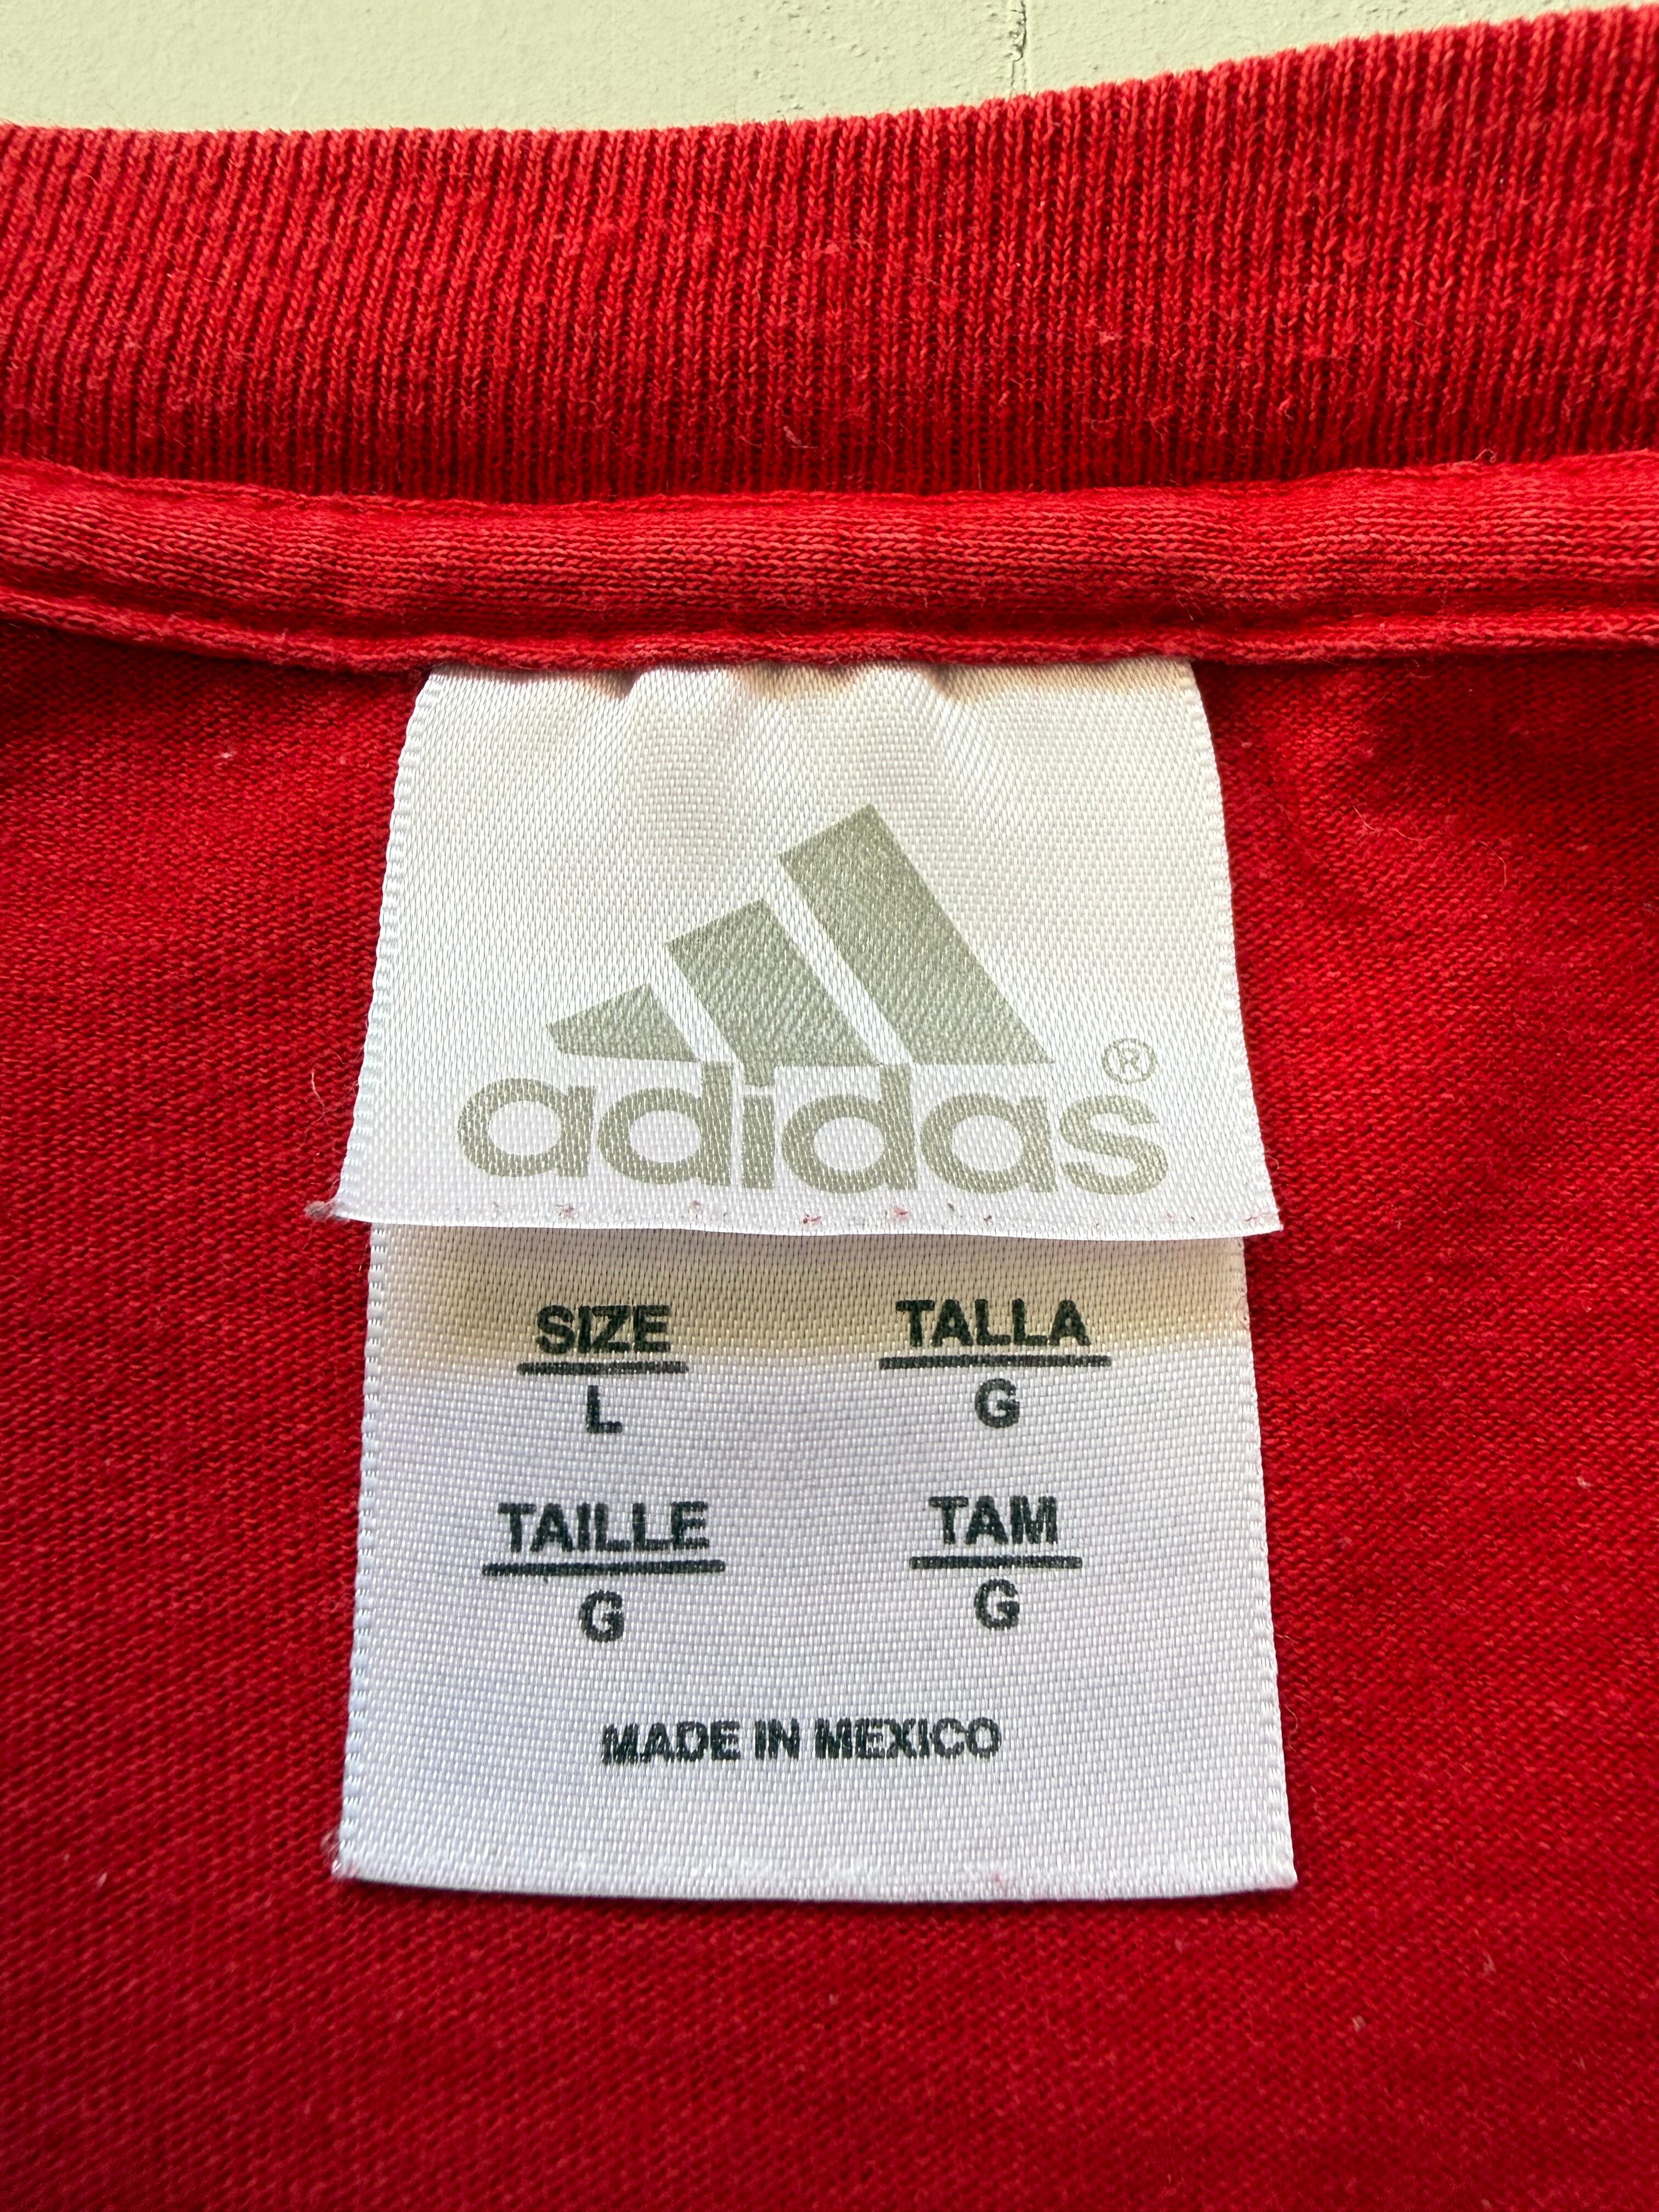 adidas®
SIZE TALLA
L G
TAILLE TAM
G G
MADE IN MEXICO